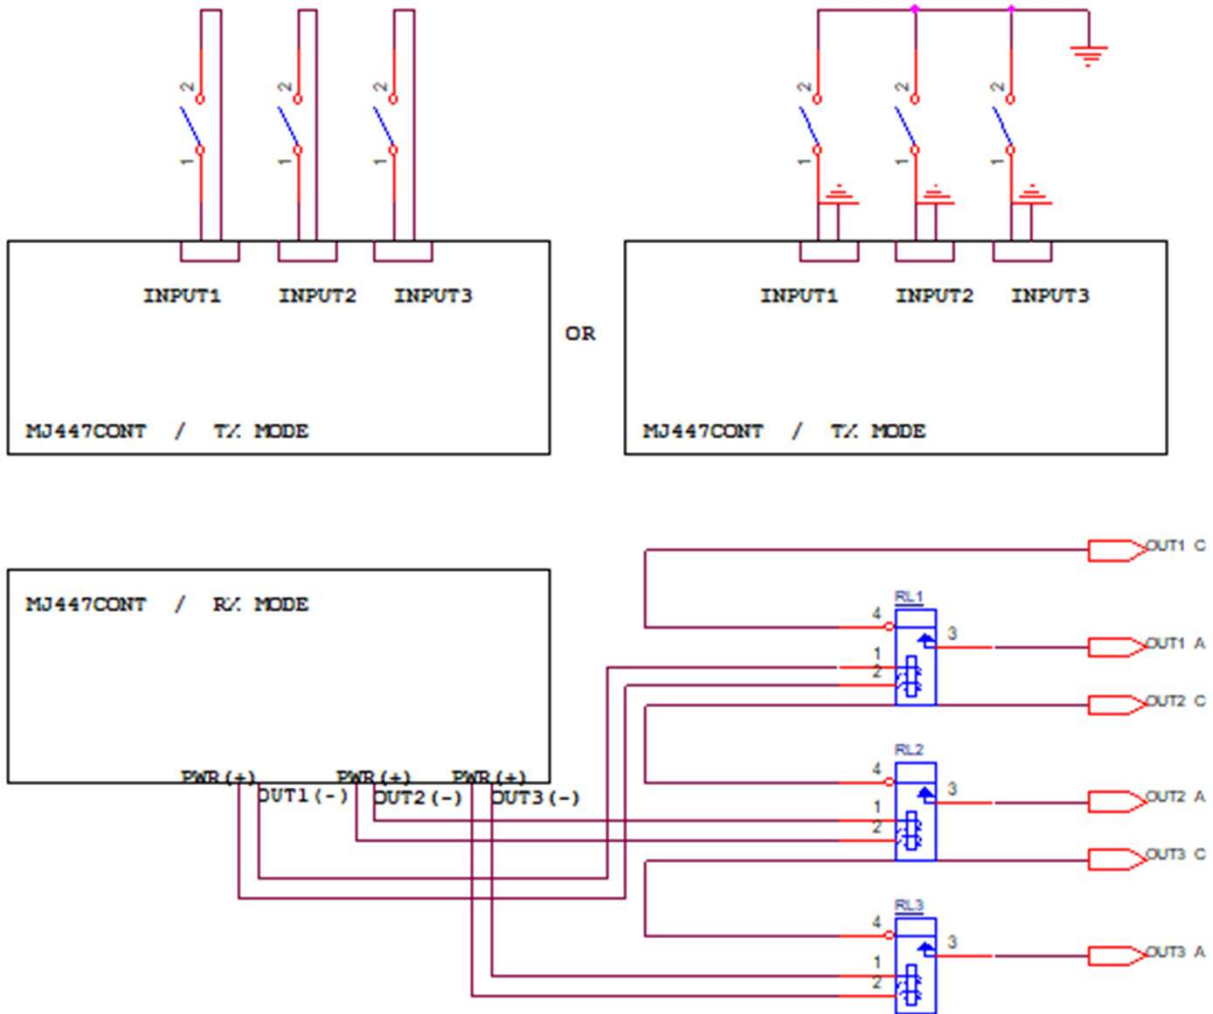 2 2 2 2 2 2
1 1 1 1 1 1
INPUT1 INPUT2 INPUT3 INPUT1 INPUT2 INPUT3
OR
MJ447CONT / TX MODE MJ447CONT / TX MODE
OUT1 C
MJ447CONT / RX MODE
RL1
4
3 OUT1 A
1
2
OUT2 C
RL2
4
PWR(+) PWR(+) PWR(+)
OUT1(-) OUT2(-) OUT3(-)
3 OUT2 A
1
2
OUT3 C
RL3
4
3 OUT3 A
1
2